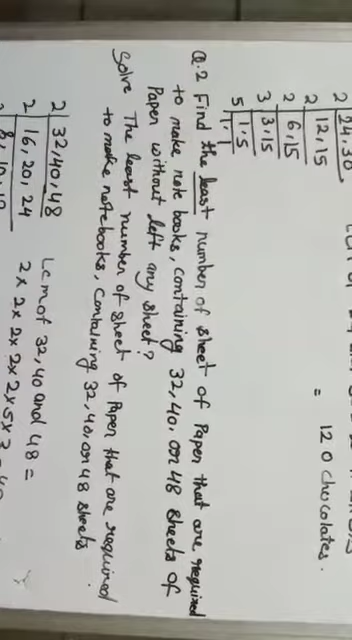 2 | 24, 30
2 | 12, 15
2 | 6, 15
3 | 3, 15
5 | 1, 5
1, 1
= 120 chocolates.
Q.2 Find the least number of sheet of Paper that are required
to make note books, containing 32, 40, or 48 sheets of
Paper without left any sheet?
Solve The least number of sheet of Paper that are required
to make notebooks, containing 32, 40, or 48 sheets.
2 | 32, 40, 48 Lcm of 32, 40 and 48 =
2 | 16, 20, 24 2 x 2 x 2 x 2 x 2 x 5 x 3